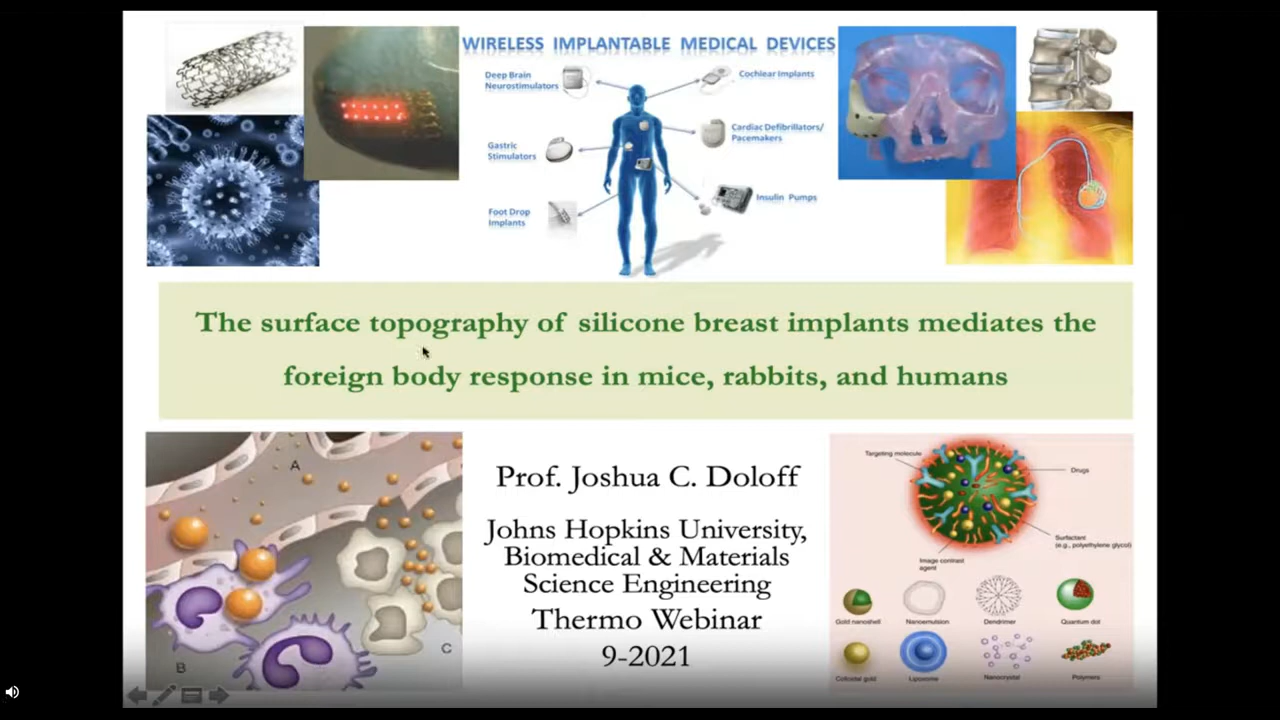 WIRELESS IMPLANTABLE MEDICAL DEVICES
Deep Brain
Neurostimulators
Cochlear Implants
Gastric
Stimulators
Cardiac Defibrillators/
Pacemakers
Foot Drop
Implants
Insulin Pumps
The surface topography of silicone breast implants mediates the
foreign body response in mice, rabbits, and humans
A
B
C
Prof. Joshua C. Doloff
Johns Hopkins University,
Biomedical & Materials
Science Engineering
Thermo Webinar
9-2021
Targeting molecule
Drugs
Surfactant
(e.g., polyethylene glycol)
Image contrast
agent
Gold nanoshell
Nanoemulsion
Dendrimer
Quantum dot
Colloidal gold
Liposome
Nanocrystal
Polymers